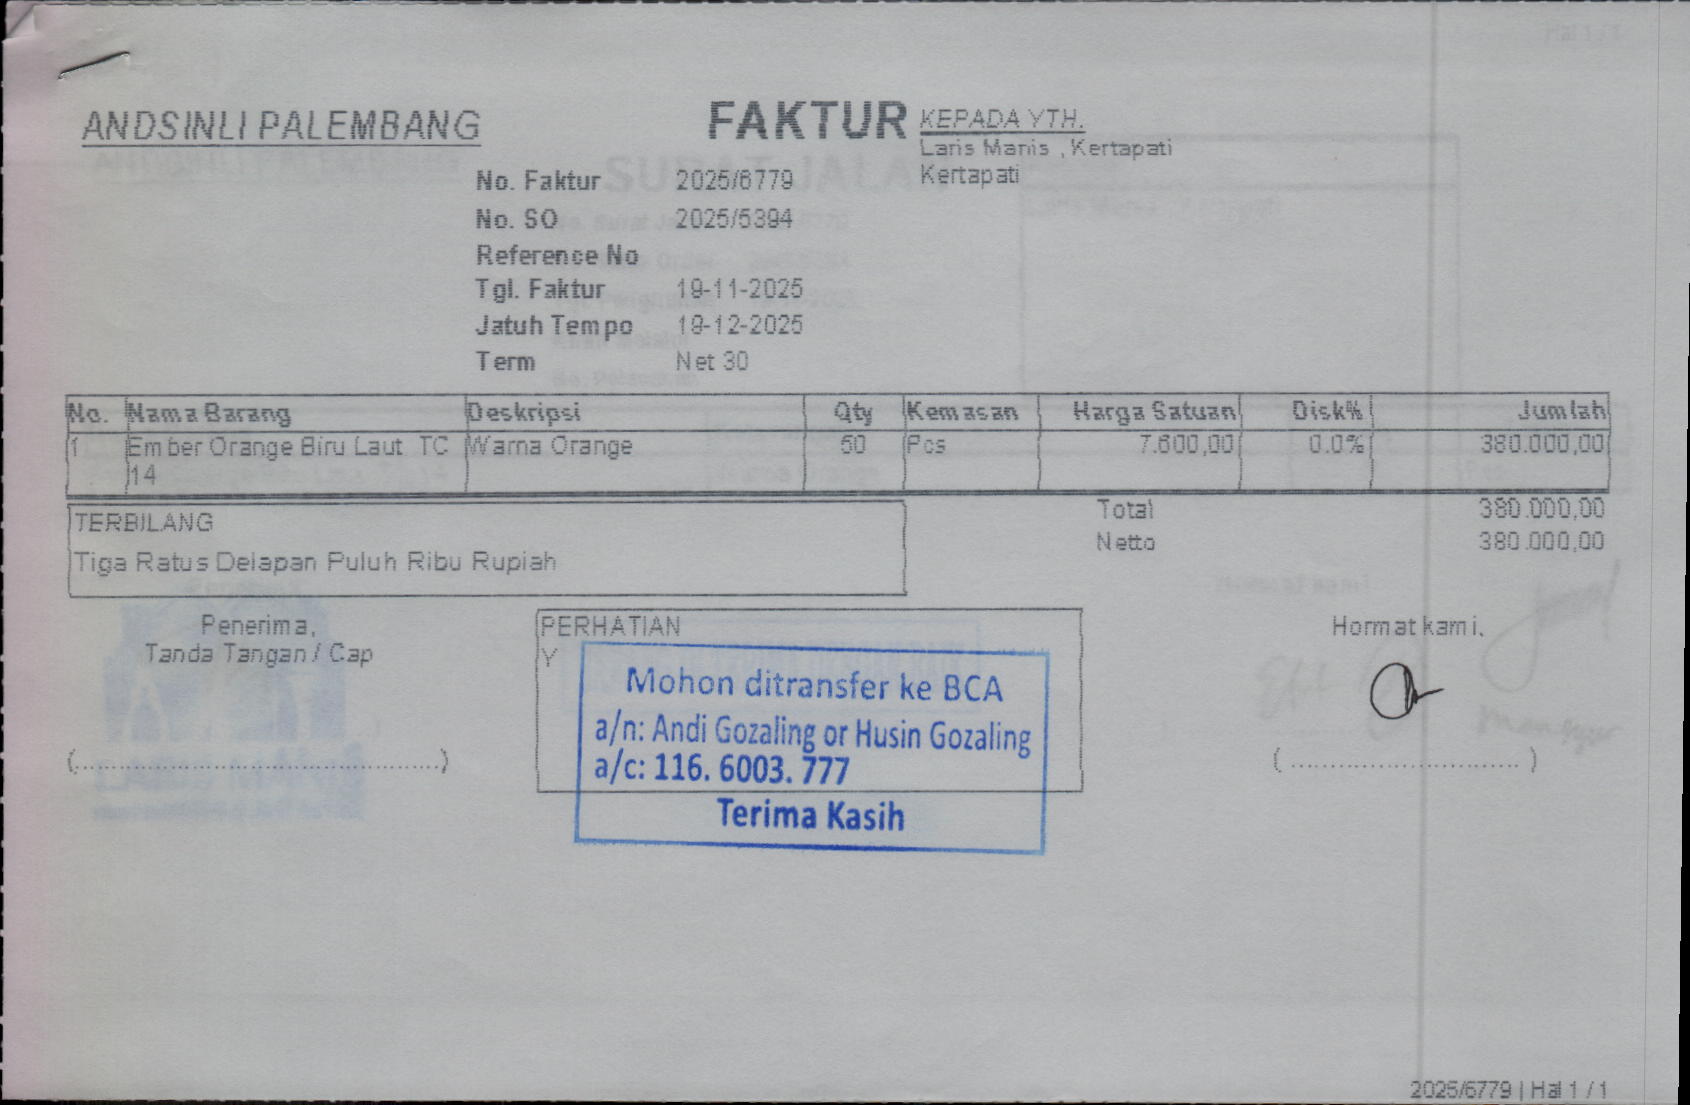 ANDSINLI PALEMBANG
FAKTUR
KEPADA YTH.
Laris Manis , Kertapati
Kertapati
No. Faktur 2025/6779
No. SO 2025/5394
Reference No
Tgl. Faktur 19-11-2025
Jatuh Tempo 19-12-2025
Term Net 30
No. Nama Barang Deskripsi Qty Kemasan Harga Satuan Disk% Jumlah
1 Ember Orange Biru Laut TC Warna Orange 50 Pcs 7.600,00 0.0% 380.000,00
14
Total 380.000,00
Netto 380.000,00
TERBILANG
Tiga Ratus Delapan Puluh Ribu Rupiah
Penerima,
Tanda Tangan / Cap
PERHATIAN
Y
Mohon ditransfer ke BCA
a/n: Andi Gozaling or Husin Gozaling
a/c: 116. 6003. 777
Terima Kasih
Hormat kami,
2025/6779 | Hal 1 / 1